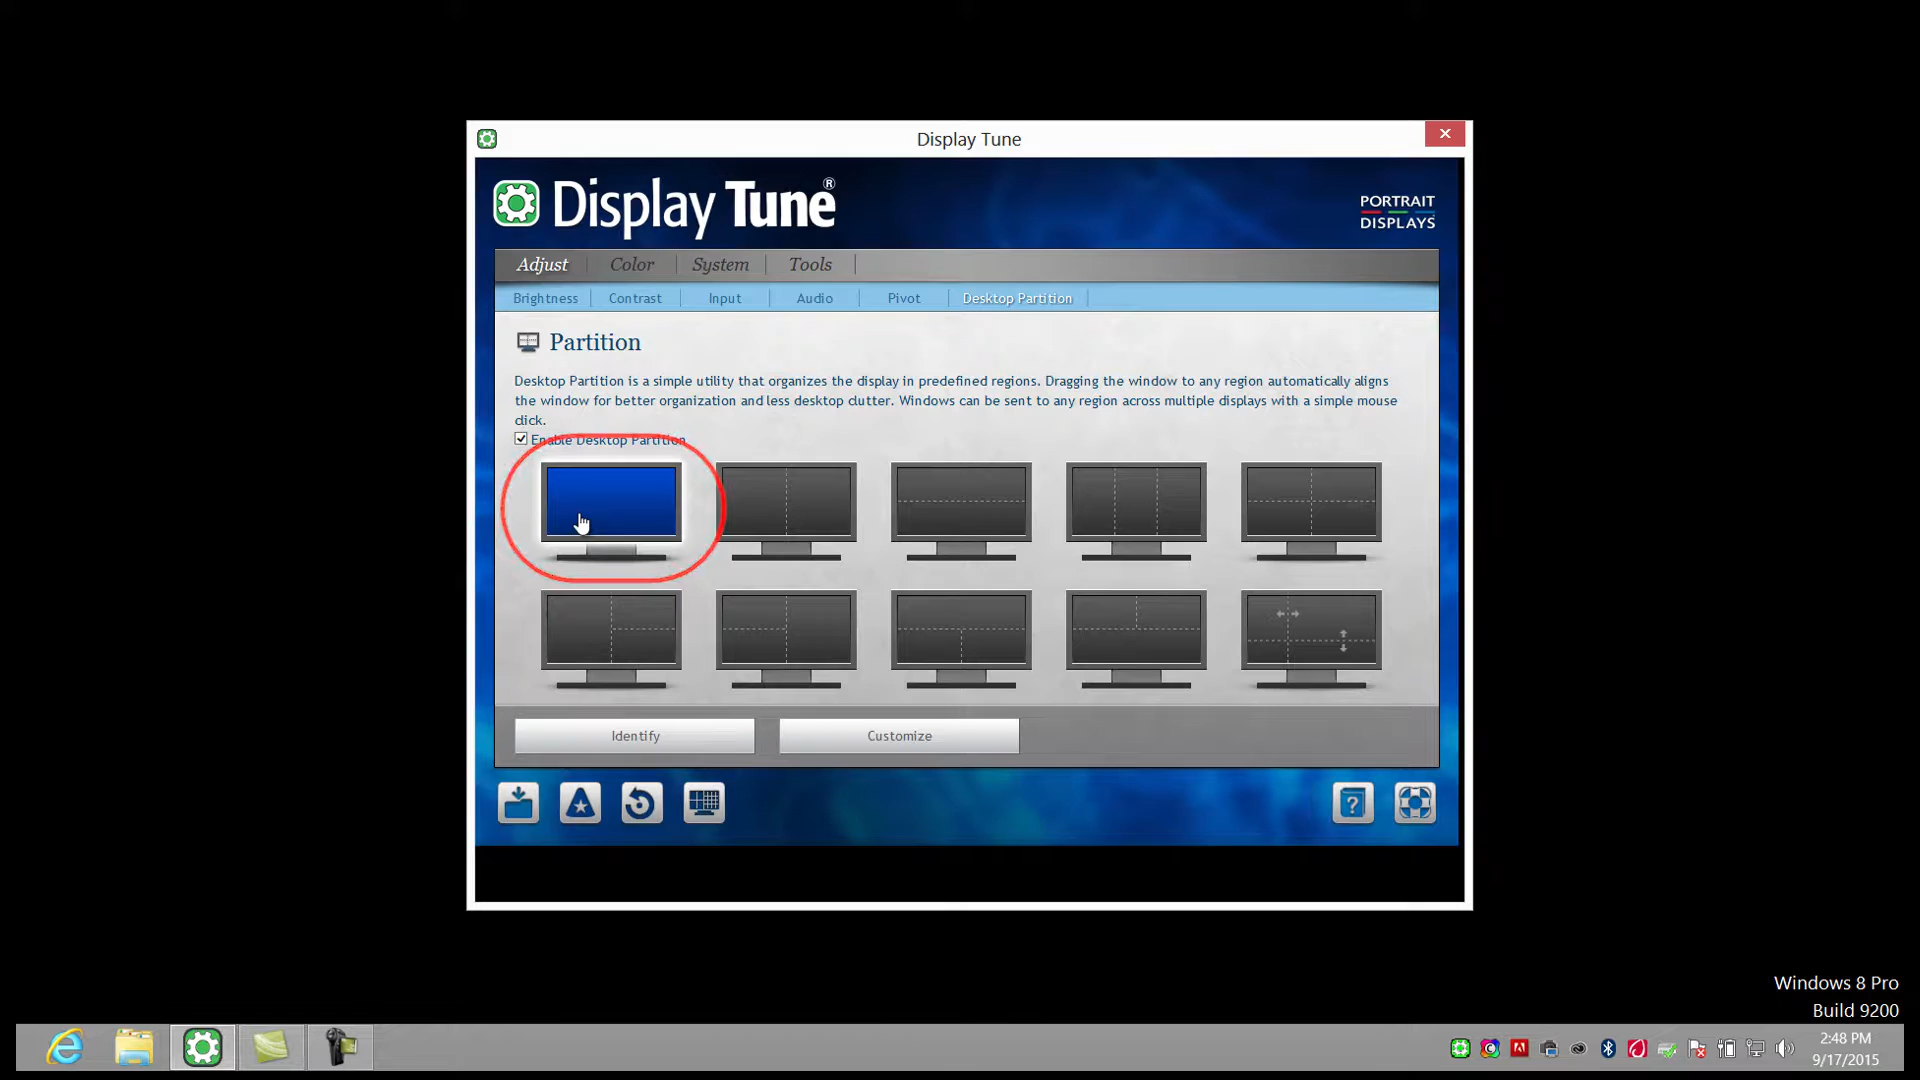 Display Tune
Display Tune®
PORTRAIT
DISPLAYS
Adjust Color System Tools
Brightness Contrast Input Audio Pivot Desktop Partition
Partition
Desktop Partition is a simple utility that organizes the display in predefined regions. Dragging the window to any region automatically aligns
the window for better organization and less desktop clutter. Windows can be sent to any region across multiple displays with a simple mouse
click.
Enable Desktop Partition
Identify Customize
Windows 8 Pro
Build 9200
2:48 PM
9/17/2015